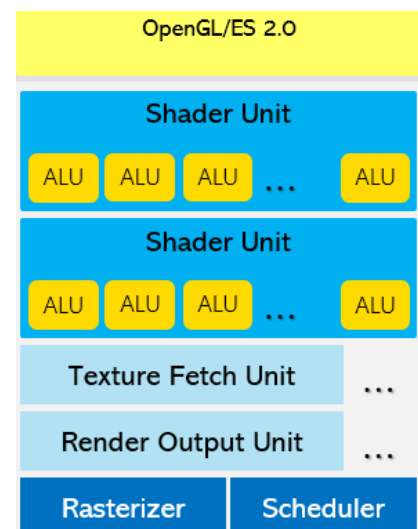 OpenGL/ES 2.0
Shader Unit
ALU ALU ALU ... ALU
Shader Unit
ALU ALU ALU ... ALU
Texture Fetch Unit ...
Render Output Unit ...
Rasterizer Scheduler